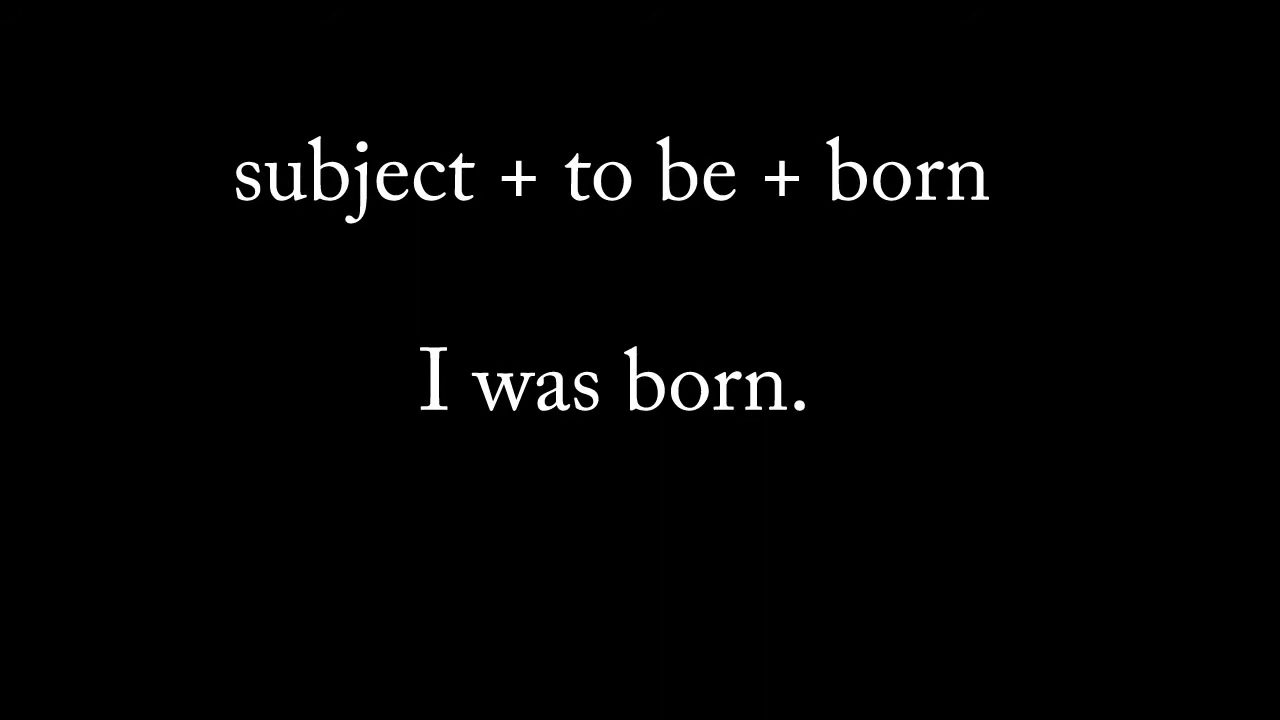 subject + to be + born
I was born.